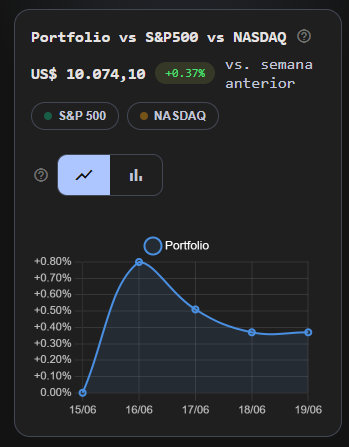 Portfolio vs S&P500 vs NASDAQ ?
US$ 10.074,10 +0.37% vs. semana
anterior
S&P 500 NASDAQ
?
Portfolio
+0.80%
+0.70%
+0.60%
+0.50%
+0.40%
+0.30%
+0.20%
+0.10%
0.00%
15/06 16/06 17/06 18/06 19/06